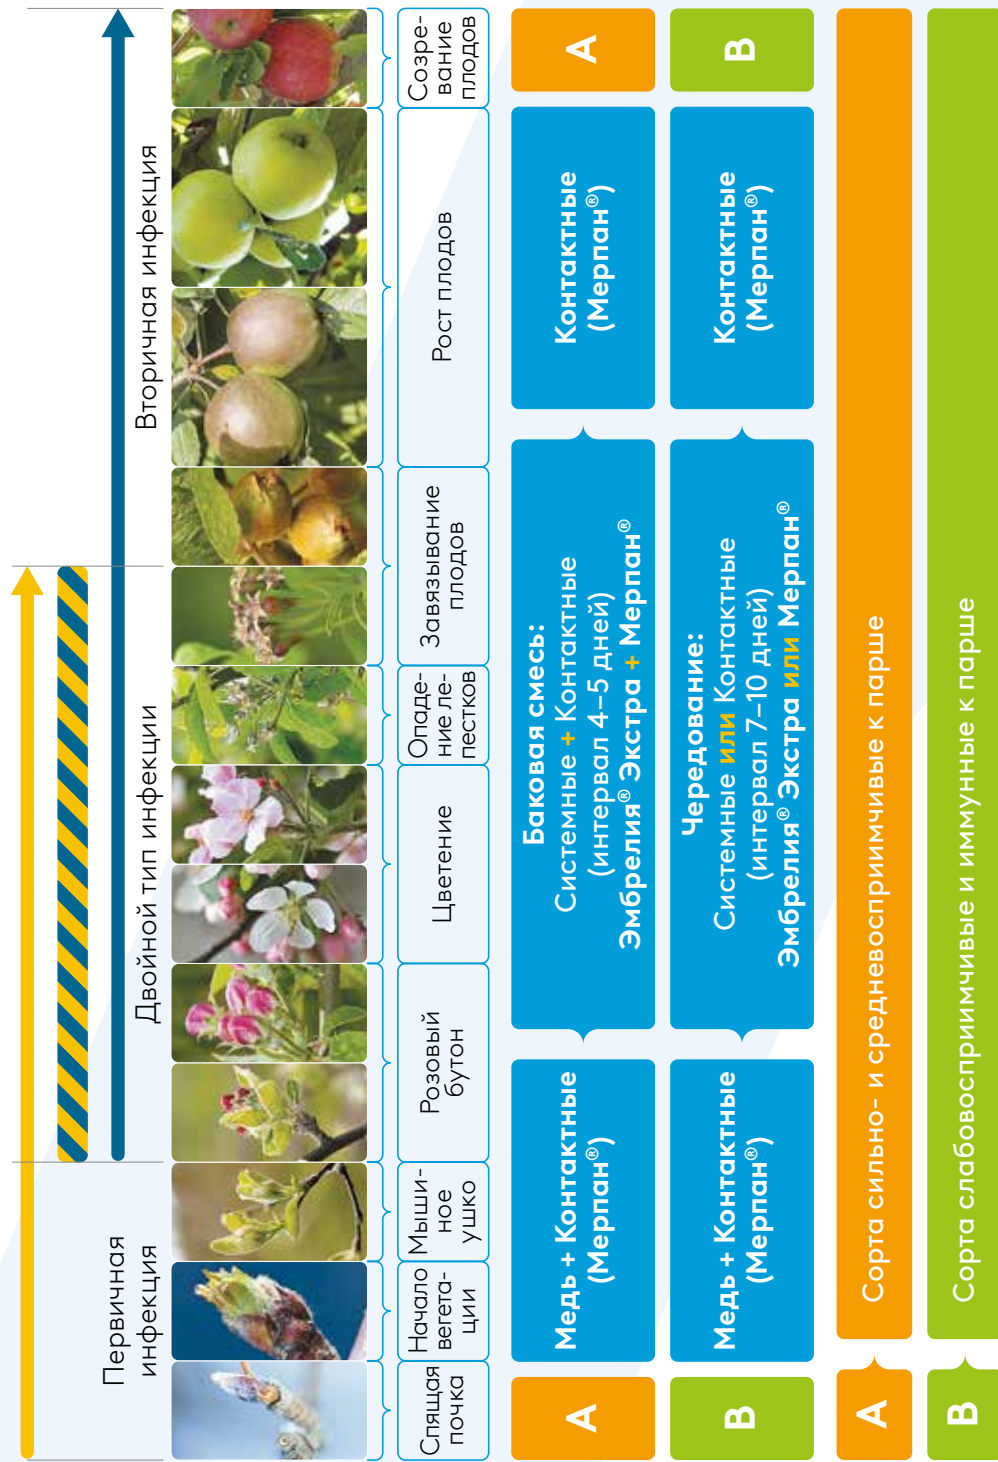 Первичная
инфекция
Двойной тип инфекции
Вторичная инфекция
Спящая
почка
Начало
вегета-
ции
Мыши-
ное
ушко
Розовый
бутон
Цветение
Опаде-
ние ле-
пестков
Завязывание
плодов
Рост плодов
Созре-
вание
плодов
A
Медь + Контактные
(Мерпан®)
Баковая смесь:
Системные + Контактные
(интервал 4–5 дней)
Эмбрелия® Экстра + Мерпан®
Контактные
(Мерпан®)
A
B
Медь + Контактные
(Мерпан®)
Чередование:
Системные или Контактные
(интервал 7–10 дней)
Эмбрелия® Экстра или Мерпан®
Контактные
(Мерпан®)
B
A
Сорта сильно- и средневосприимчивые к парше
B
Сорта слабовосприимчивые и иммунные к парше